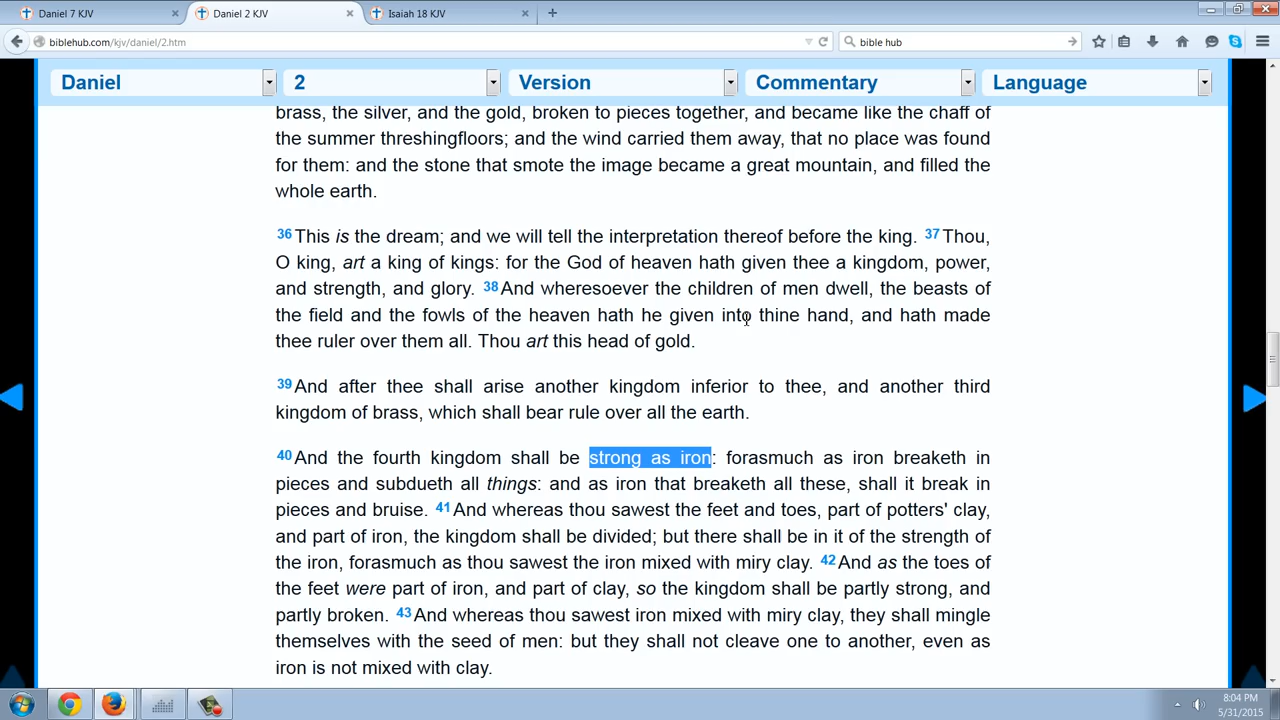 Daniel 7 KJV × Daniel 2 KJV × Isaiah 18 KJV × +
biblehub.com/kjv/daniel/2.htm bible hub
Daniel 2 Version Commentary Language
brass, the silver, and the gold, broken to pieces together, and became like the chaff of
the summer threshingfloors; and the wind carried them away, that no place was found
for them: and the stone that smote the image became a great mountain, and filled the
whole earth.
36 This is the dream; and we will tell the interpretation thereof before the king. 37 Thou,
O king, art a king of kings: for the God of heaven hath given thee a kingdom, power,
and strength, and glory. 38 And wheresoever the children of men dwell, the beasts of
the field and the fowls of the heaven hath he given into thine hand, and hath made
thee ruler over them all. Thou art this head of gold.
39 And after thee shall arise another kingdom inferior to thee, and another third
kingdom of brass, which shall bear rule over all the earth.
40 And the fourth kingdom shall be strong as iron: forasmuch as iron breaketh in
pieces and subdueth all things: and as iron that breaketh all these, shall it break in
pieces and bruise. 41 And whereas thou sawest the feet and toes, part of potters' clay,
and part of iron, the kingdom shall be divided; but there shall be in it of the strength of
the iron, forasmuch as thou sawest the iron mixed with miry clay. 42 And as the toes of
the feet were part of iron, and part of clay, so the kingdom shall be partly strong, and
partly broken. 43 And whereas thou sawest iron mixed with miry clay, they shall mingle
themselves with the seed of men: but they shall not cleave one to another, even as
iron is not mixed with clay.
8:04 PM
5/31/2015